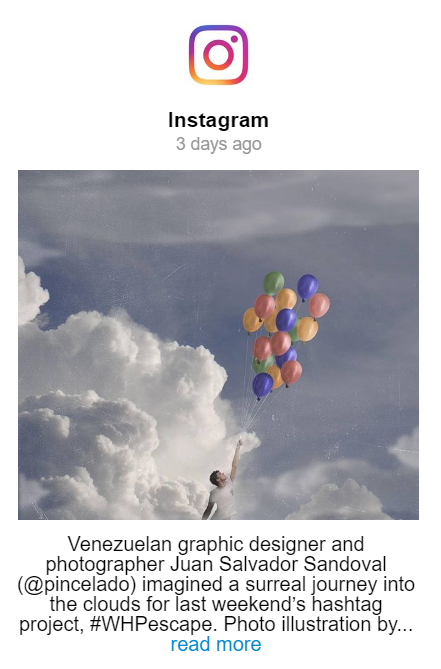 Instagram
3 days ago
Venezuelan graphic designer and
photographer Juan Salvador Sandoval
(@pincelado) imagined a surreal journey into
the clouds for last weekend’s hashtag
project, #WHPescape. Photo illustration by...
read more